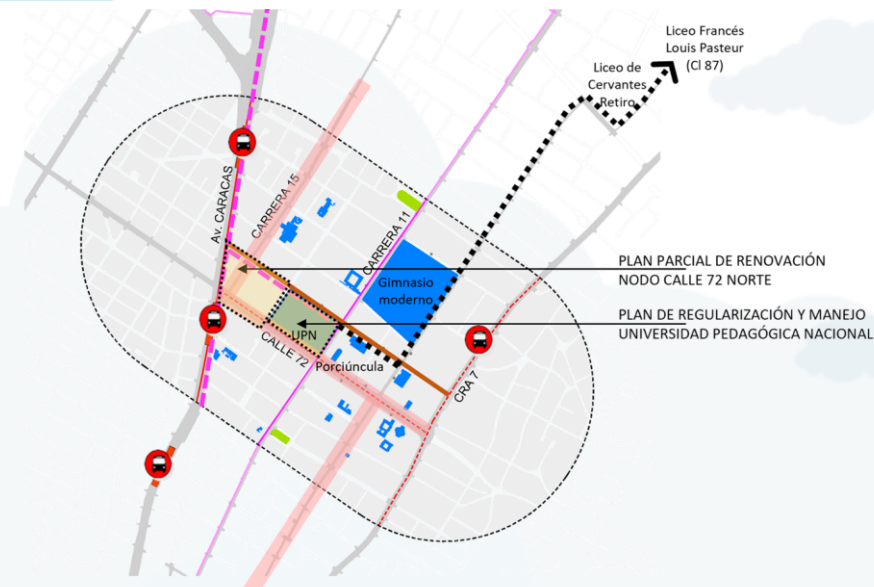 Liceo Francés
Louis Pasteur
(Cl 87)
Liceo de
Cervantes
Retiro
Av. CARACAS
CARRERA 15
CARRERA 11
PLAN PARCIAL DE RENOVACIÓN
NODO CALLE 72 NORTE
Gimnasio
moderno
PLAN DE REGULARIZACIÓN Y MANEJO
UNIVERSIDAD PEDAGÓGICA NACIONAL
UPN
CALLE 72
Porciúncula
CRA 7